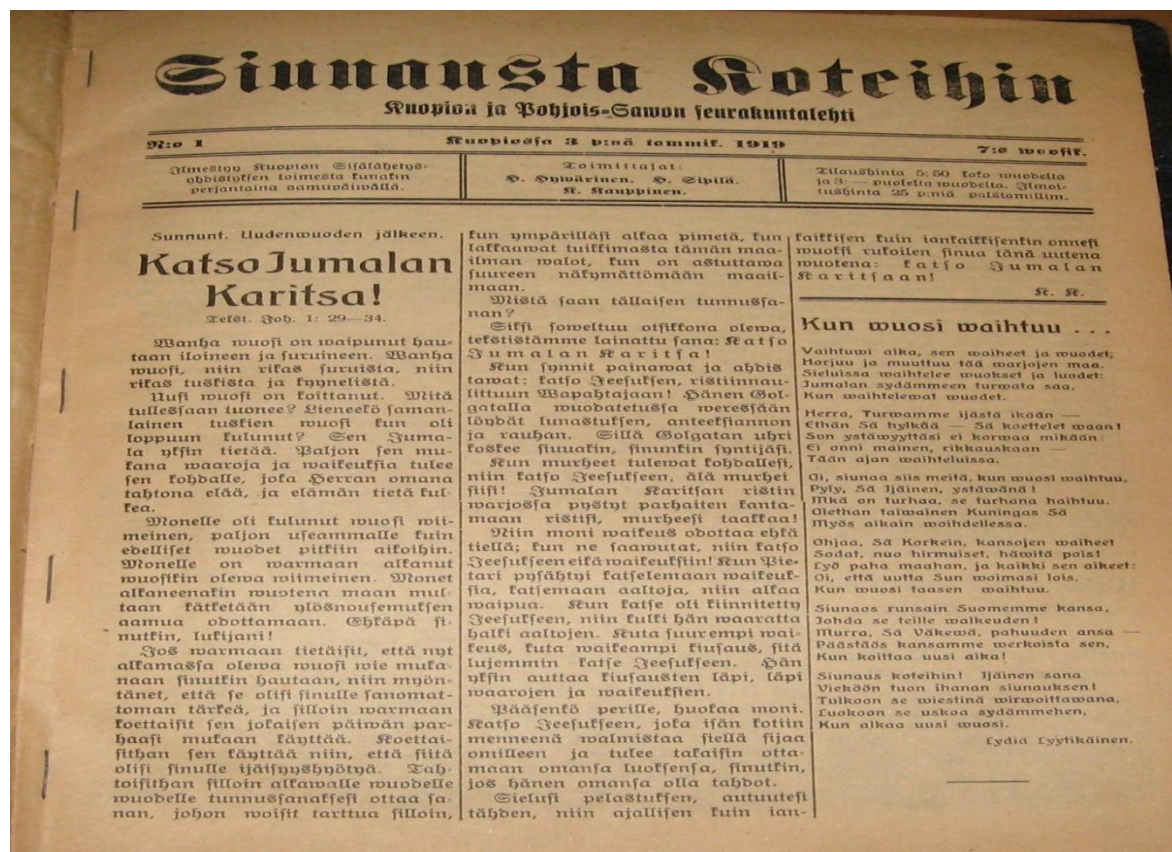 Siunausta Koteihin
Kuopion ja Pohjois-Sawon seurakuntalehti
N:o 1
Kuopiossa 3 p:nä tammik. 1919
7:s wuosik.
Ilmestyy Kuopion Sisälähetys-
yhdistyksen toimesta kunakin
perjantaina aamupäiwällä.
Toimittajat:
H. Hywärinen. H. Sipilä.
K. Kauppinen.
Tilaushinta 5:50 koko wuodelta
ja 3: — puolelta wuodelta. Ilmoi-
tushinta 25 p:niä palstamillim.
Sunnunt. Uudenwuoden jälkeen.
Katso Jumalan
Karitsa!
Tekst. Joh. 1: 29—34.
Wanha wuosi on waipunut hau-
taan iloineen ja suruineen. Wanha
wuosi, niin rikas suruista, niin
rikas tuskista ja kyynelistä.
Uusi wuosi on koittanut. Mitä
tullessaan tuonee? Lieneekö saman-
lainen tuskien wuosi kun oli
loppuun kulunut? Sen Juma-
la yksin tietää. Paljon sen mu-
kana waaroja ja waikeuksia tulee
sen kohdalle, joka Herran omana
tahtona elää, ja elämän tietä kul-
kea.
Monelle oli kulunut wuosi wii-
meinen, paljon useammalle kuin
edelliset wuodet pitkiin aikoihin.
Monelle on warmaan alkanut
wuosikin olewa wiimeinen. Monet
alkaneenakin wuotena maan mul-
taan kätketään ylösnousemuksen
aamua odottamaan. Ehkäpä si-
nutkin, lukijani!
Jos warmaan tietäisit, että nyt
alkamassa olewa wuosi wie muka-
naan sinutkin hautaan, niin myön-
tänet, että se olisi sinulle sanomat-
toman tärkeä, ja silloin warmaan
koettaisit sen jokaisen päiwän par-
haasi mukaan käyttää. Koettai-
sithan sen käyttää niin, että siitä
olisi sinulle ijäisyyshyötyä. Tah-
toisithan silloin alkawalle wuodelle
wuodelle tunnussanaksesi ottaa sa-
nan, johon woisit tarttua silloin,
kun ympärilläsi alkaa pimetä, kun
lakkaawat tuikkimasta tämän maa-
ilman walot, kun on astuttawa
suureen näkymättömään maail-
maan.
Mistä saan tällaisen tunnussa-
nan?
Siksi soweltuu otsikkona olewa,
tekstistämme lainattu sana: Katso
Jumalan Karitsa!
Kun synnit painawat ja ahdis
tawat: katso Jeesuksen, ristiinnau-
littuun Wapahtajaan! Hänen Gol-
gatalla wuodatetussa weressään
löydät lunastuksen, anteeksiannon
ja rauhan. Sillä Golgatan uhri
koskee sinuakin, sinunkin syntijäsi.
Kun murheet tulewat kohdallesi,
niin katso Jeesukseen, älä murhei
siisi! Jumalan Karitsan ristin
warjossa pystyt parhaiten kanta-
maan ristisi, murheesi taakkaa!
Niin moni waikeus odottaa ehkä
tiellä; kun ne saawutat, niin katso
Jeesukseen eikä waikeuksiin! Kun Pie-
tari pysähtyi katselemaan waikeuk-
sia, katsemaan aaltoja, niin alkaa
waipua. Kun katse oli kiinnitetty
Jeesukseen, niin kulki hän waaratta
halki aaltojen. Kuta suurempi wai-
keus, kuta waikeampi kiusaus, sitä
lujemmin katse Jeesukseen. Hän
yksin auttaa kiusausten läpi, läpi
waarojen ja waikeuksien.
Pääsenkö perille, huokaa moni.
Katso Jeesukseen, joka isän kotiin
menneenä walmistaa siellä sijaa
omilleen ja tulee takaisin otta-
maan omansa luoksensa, sinutkin,
jos hänen omansa olla tahdot.
Sielusi pelastuksen, autuutesi
tähden, niin ajallisen kuin ian-
kaikkisen kuin iankaikkisenkin onnesi
wuoksi rukoilen sinua tänä uutena
wuotena: katso Jumalan
Karitsaan!
K. K.
Kun wuosi waihtuu . . .
Vaihtuwi aika, sen waiheet ja wuodet;
Horjuu ja muuttuu tää warjojen maa.
Sieluissa waihtelee wuokset ja luodet:
Jumalan sydämmeen turwata saa,
Kun waihtelewat wuodet.
Herra, Turwamme ijästä ikään —
Ethän Sä hylkää — Sä koettelet waan!
Sun ystäwyyttäsi ei korwaa mikään:
Ei onni mainen, rikkauskaan —
Tään ajan waihteluissa.
Oi, siunaa siis meitä, kun wuosi waihtuu,
Pyly, Sä Ijäinen, ystäwänä!
Mkä on turhaa, se turhana haihtuu.
Olethan taiwainen Kuningas Sä
Myös aikain woihdellessa.
Ohjaa, Sä Korkein, kansojen waiheet
Sodat, nuo hirmuiset, häwitä pois!
Lyö paha maahan, ja kaikki sen aikeet:
Oi, että uutta Sun woimasi lois,
Kun wuosi taasen waihtuu.
Siunaos runsain Suomemme kansa,
Johda se teille walkeuden!
Murra, Sä Väkewä, pahuuden ansa —
Päästäös kansamme werkoista sen,
Kun koittaa uusi aika!
Siunaus koteihin! Ijäinen sana
Vieköön tuon ihanan siunauksen!
Tulkoon se wiestinä wirwoittawana,
Luokoon se uskoa sydämmehen,
Kun alkaa uusi wuosi.
Lydia Lyytikäinen.